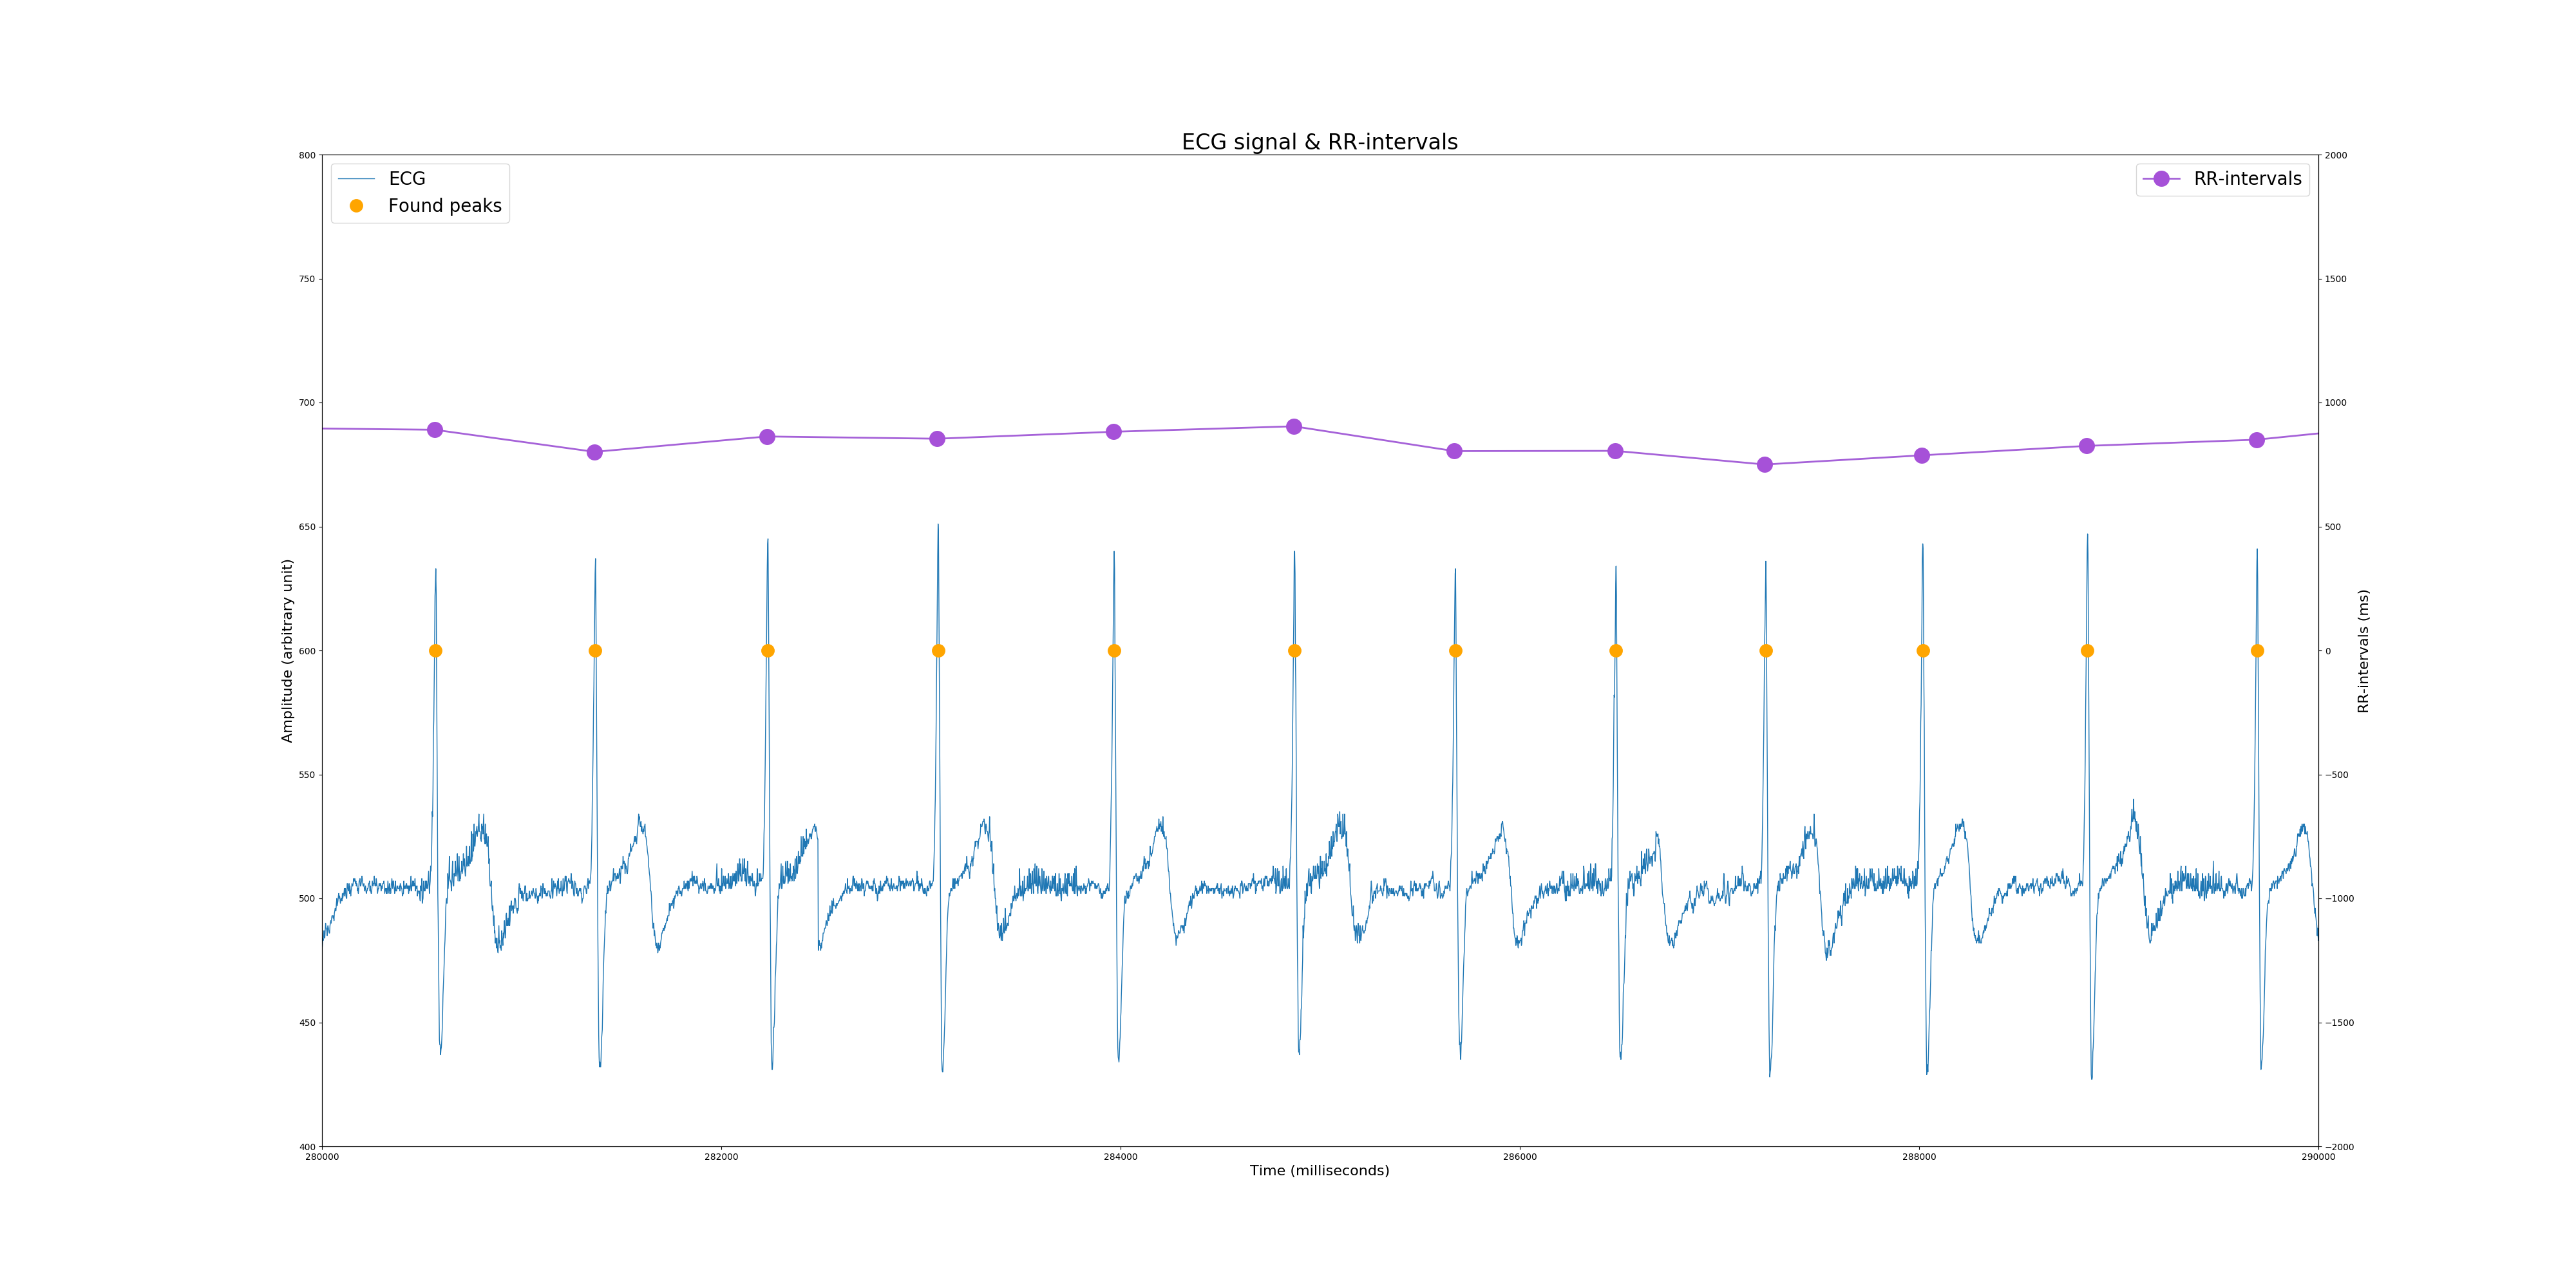 ECG signal & RR-intervals
ECG
Found peaks
RR-intervals
800
750
700
650
600
550
500
450
400
Amplitude (arbitrary unit)
2000
1500
1000
500
0
−500
−1000
−1500
−2000
RR-intervals (ms)
280000 282000 284000 286000 288000 290000
Time (milliseconds)